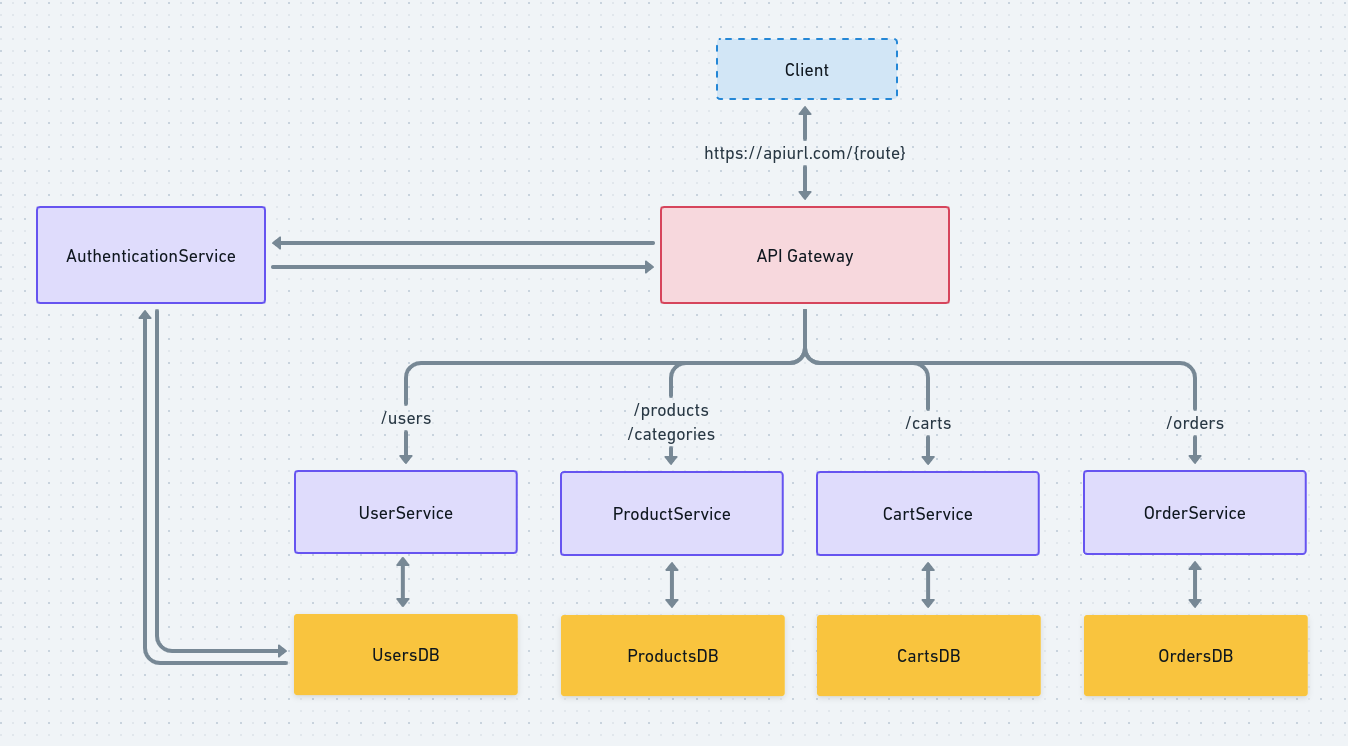 Client
https://apiurl.com/{route}
AuthenticationService
API Gateway
/users
/products
/categories
/carts
/orders
UserService
ProductService
CartService
OrderService
UsersDB
ProductsDB
CartsDB
OrdersDB